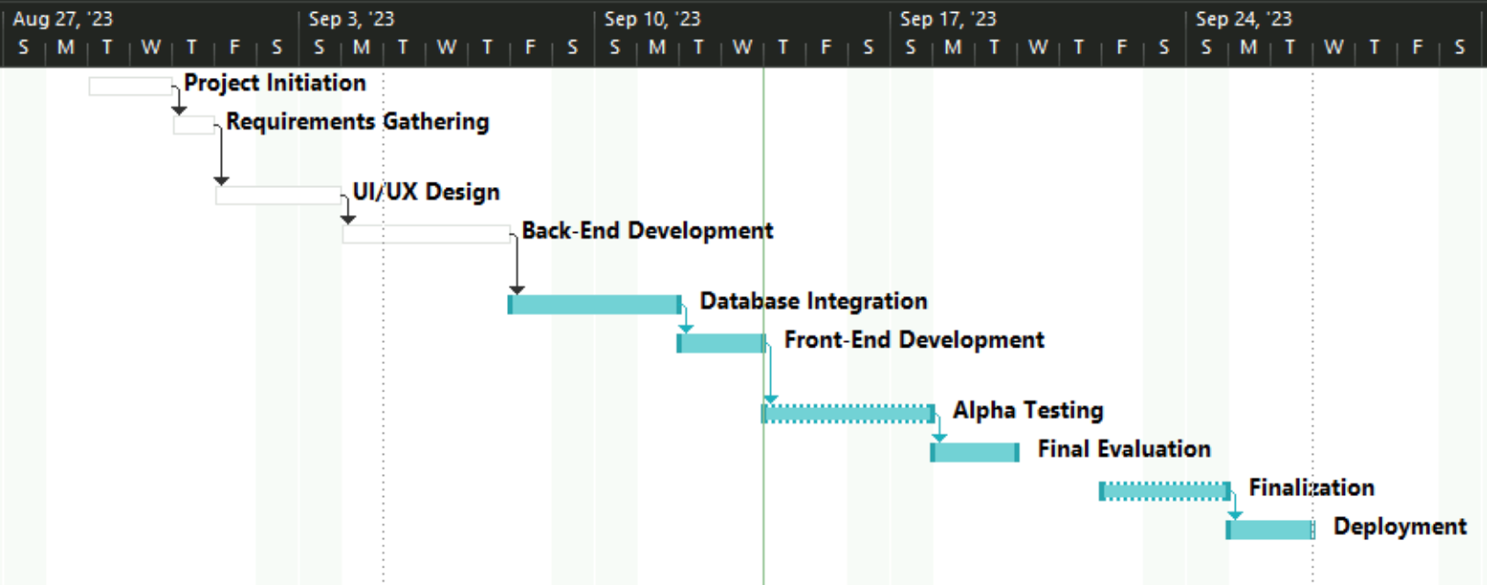 Aug 27, '23 Sep 3, '23 Sep 10, '23 Sep 17, '23 Sep 24, '23
S M T W T F S S M T W T F S S M T W T F S S M T W T F S S M T W T F S
Project Initiation
Requirements Gathering
UI/UX Design
Back-End Development
Database Integration
Front-End Development
Alpha Testing
Final Evaluation
Finalization
Deployment